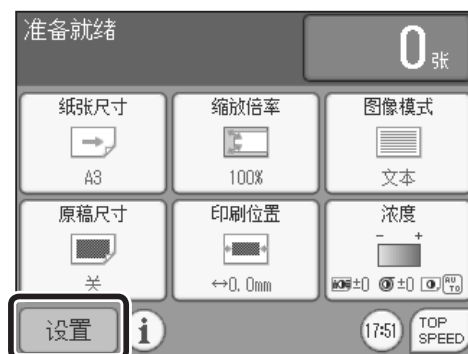 准备就绪
0 张
纸张尺寸 缩放倍率 图像模式
A3 100% 文本
原稿尺寸 印刷位置 浓度
- +
关 ↔0.0mm ±0 ±0 AUTO
设置 i 17:51 TOP SPEED